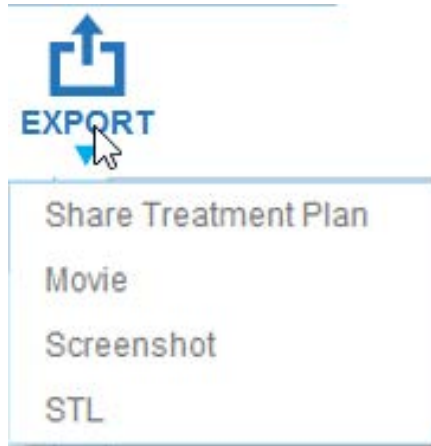 EXPORT
Share Treatment Plan
Movie
Screenshot
STL